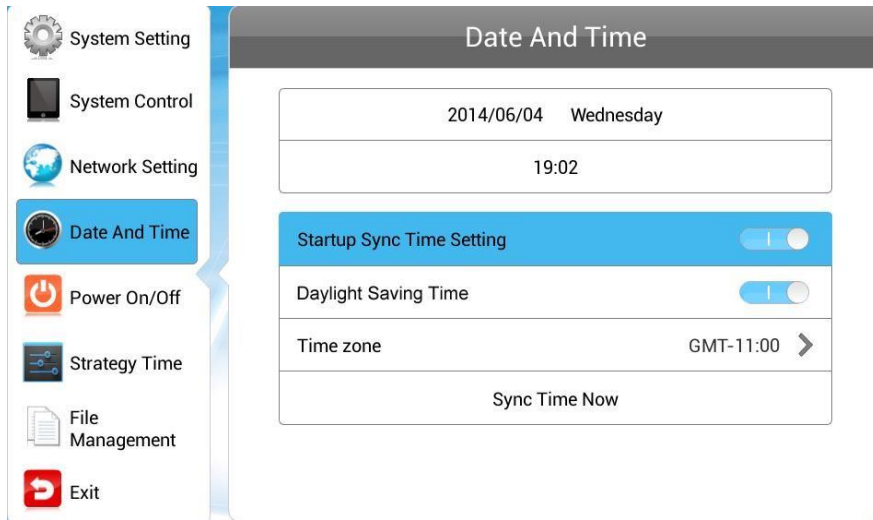 System Setting
System Control
Network Setting
Date And Time
Power On/Off
Strategy Time
File
Management
Exit
Date And Time
2014/06/04 Wednesday
19:02
Startup Sync Time Setting
Daylight Saving Time
Time zone GMT-11:00
Sync Time Now